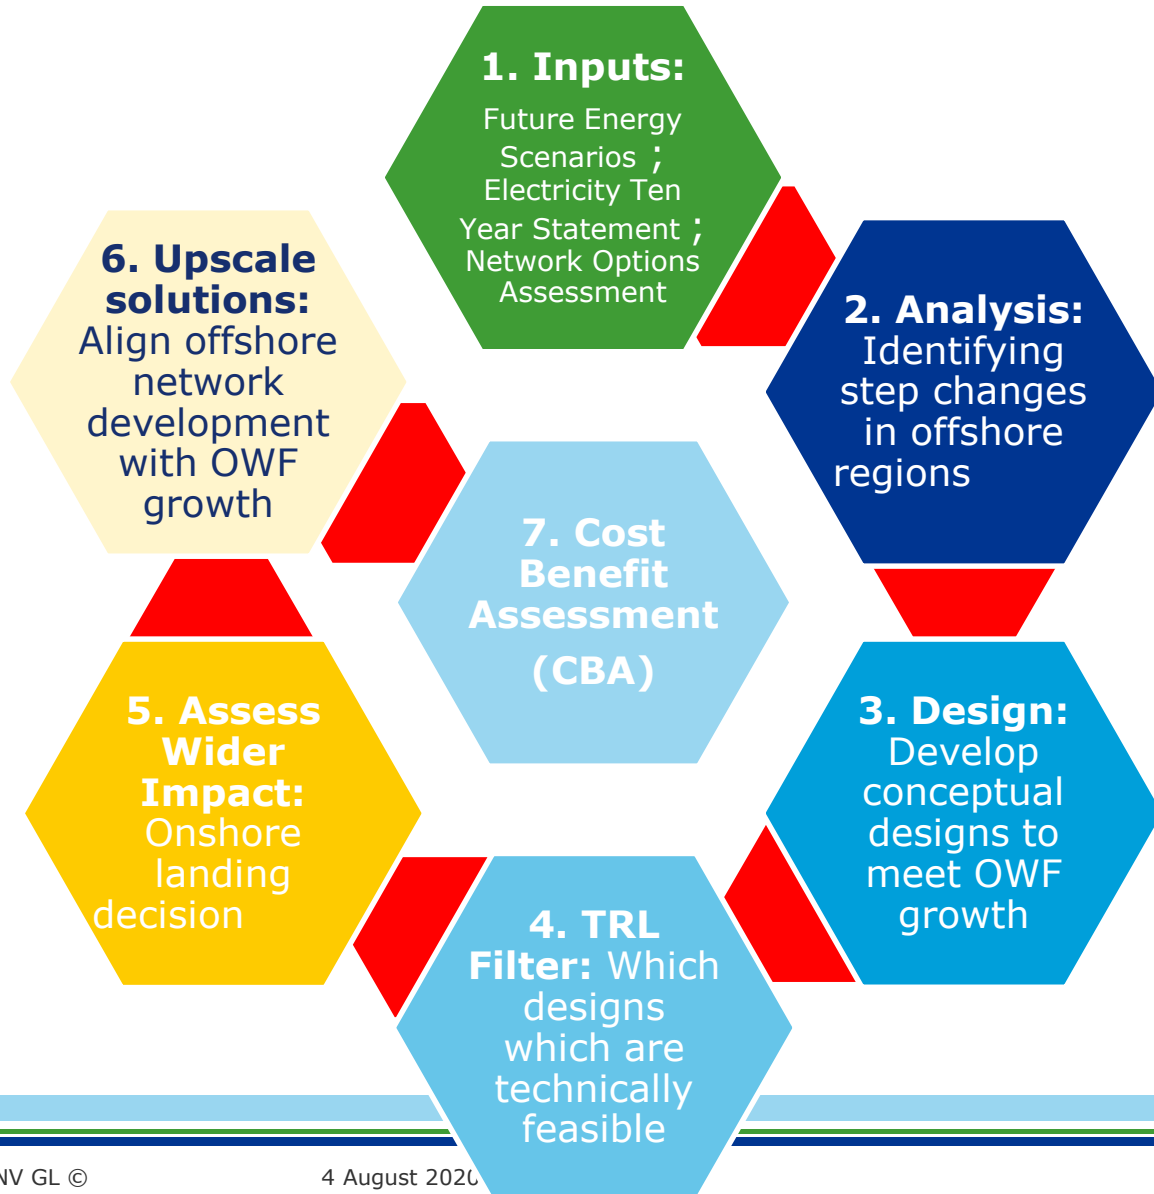 1. Inputs:
Future Energy
Scenarios ;
Electricity Ten
Year Statement ;
Network Options
Assessment
2. Analysis:
Identifying
step changes
in offshore
regions
3. Design:
Develop
conceptual
designs to
meet OWF
growth
4. TRL
Filter: Which
designs
which are
technically
feasible
5. Assess
Wider
Impact:
Onshore
landing
decision
6. Upscale
solutions:
Align offshore
network
development
with OWF
growth
7. Cost
Benefit
Assessment
(CBA)
NV GL ©
4 August 2020